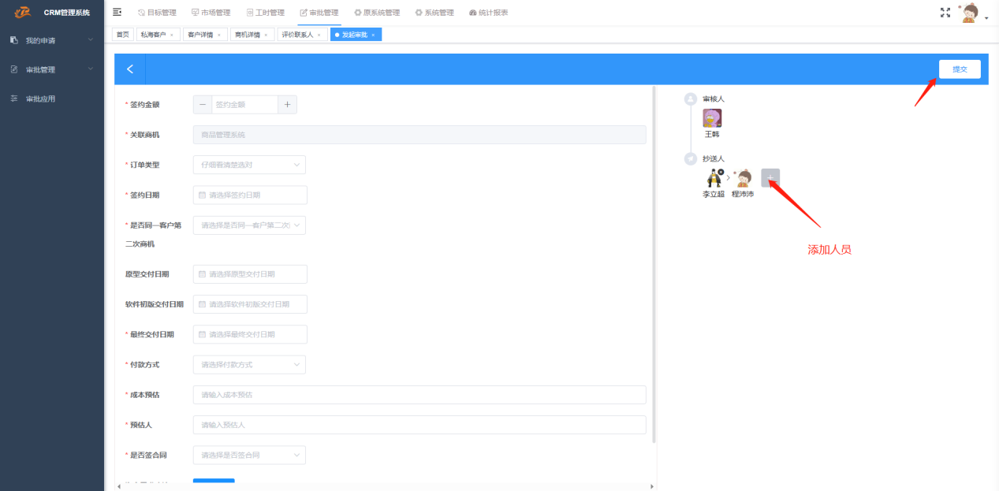 CRM管理系统
目标管理
市场管理
工时管理
审批管理
原系统管理
系统管理
统计报表
首页
私海客户 ×
客户详情 ×
商机详情 ×
评价联系人 ×
发起审批 ×
我的申请
审批管理
审批应用
提交
* 签约金额
签约金额
* 关联商机
商品管理系统
* 订单类型
仔细看清楚选对
* 签约日期
请选择签约日期
* 是否同一客户第
二次商机
请选择是否同一客户第二次
原型交付日期
请选择原型交付日期
软件初版交付日期
请选择软件初版交付日期
* 最终交付日期
请选择最终交付日期
* 付款方式
请选择付款方式
* 成本预估
请输入成本预估
* 预估人
请输入预估人
* 是否签合同
请选择是否签合同
审核人
王韩
抄送人
李立超
程沛沛
添加人员